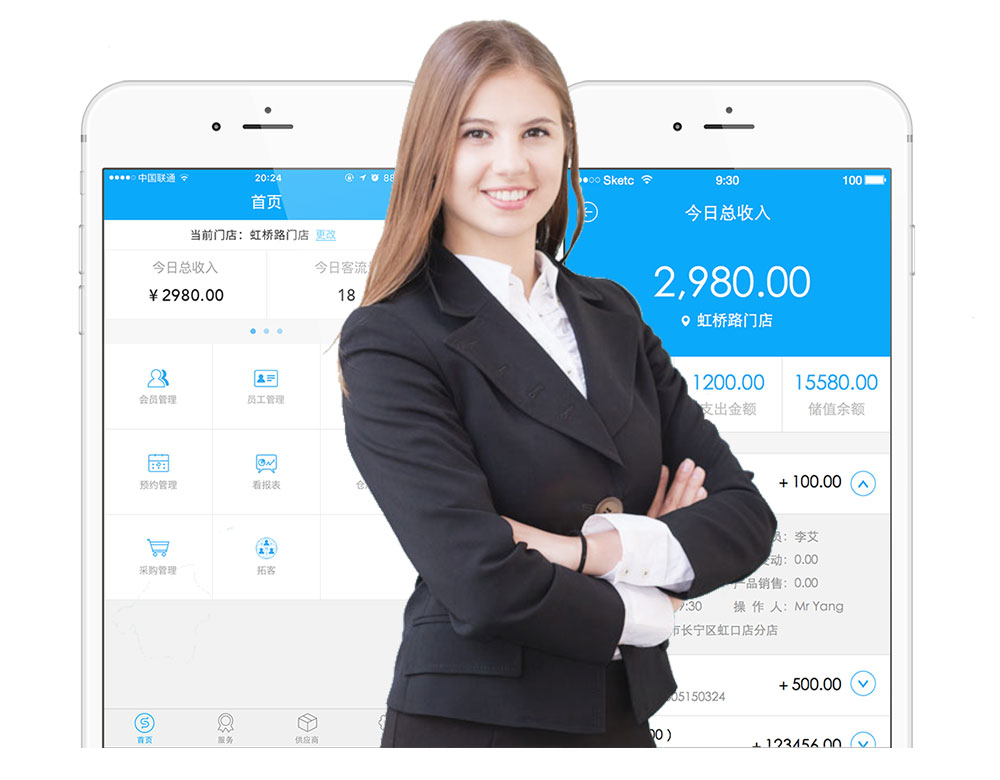 中国联通
20:24
首页
当前门店：虹桥路门店 更改
今日总收入
今日客流
¥ 2980.00
18
会员管理
员工管理
预约管理
看报表
采购管理
拓客
首页
服务
供应商
Sketc
9:30
100
今日总收入
2,980.00
虹桥路门店
1200.00
15580.00
支出金额
储值余额
+ 100.00
员：李艾
变动：0.00
产品销售：0.00
9:30
操 作 人：Mr Yang
市长宁区虹口店分店
+ 500.00
05150324
00 )
+ 123456.00